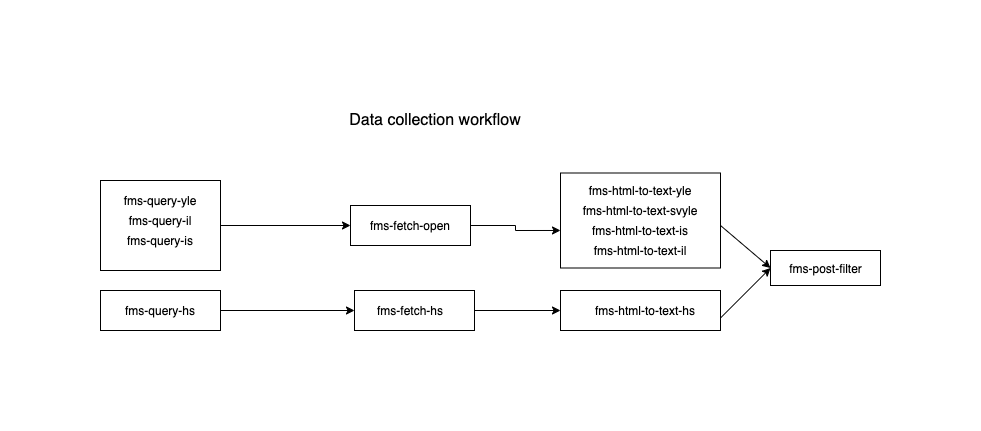 Data collection workflow
fms-query-yle
fms-query-il
fms-query-is
fms-fetch-open
fms-html-to-text-yle
fms-html-to-text-svyle
fms-html-to-text-is
fms-html-to-text-il
fms-post-filter
fms-query-hs
fms-fetch-hs
fms-html-to-text-hs